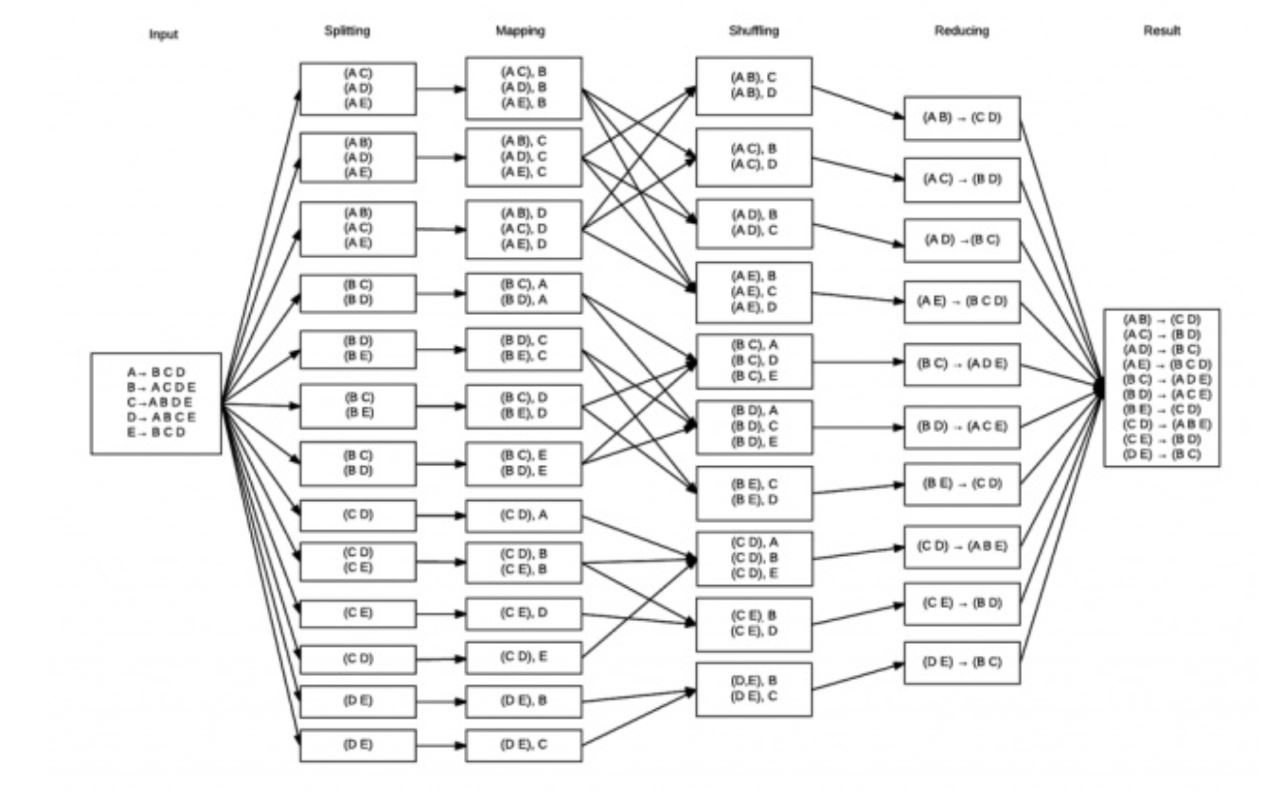 Input
Splitting
Mapping
Shuffling
Reducing
Result
A→ B C D
B→ A C D E
C→A B D E
D→ A B C E
E→ B C D
(A C)
(A D)
(A E)
(A B)
(A D)
(A E)
(A B)
(A C)
(A E)
(B C)
(B D)
(B D)
(B E)
(B C)
(B E)
(B C)
(B D)
(C D)
(C D)
(C E)
(C E)
(C D)
(D E)
(D E)
(A C), B
(A D), B
(A E), B
(A B), C
(A D), C
(A E), C
(A B), D
(A C), D
(A E), D
(B C), A
(B D), A
(B D), C
(B E), C
(B C), D
(B E), D
(B C), E
(B D), E
(C D), A
(C D), B
(C E), B
(C E), D
(C D), E
(D E), B
(D E), C
(A B), C
(A B), D
(A C), B
(A C), D
(A D), B
(A D), C
(A E), B
(A E), C
(A E), D
(B C), A
(B C), D
(B C), E
(B D), A
(B D), C
(B D), E
(B E), C
(B E), D
(C D), A
(C D), B
(C D), E
(C E), B
(C E), D
(D,E), B
(D E), C
(A B) → (C D)
(A C) → (B D)
(A D) →(B C)
(A E) → (B C D)
(B C) → (A D E)
(B D) → (A C E)
(B E) → (C D)
(C D) → (A B E)
(C E) → (B D)
(D E) → (B C)
(A B) → (C D)
(A C) → (B D)
(A D) → (B C)
(A E) → (B C D)
(B C) → (A D E)
(B D) → (A C E)
(B E) → (C D)
(C D) → (A B E)
(C E) → (B D)
(D E) → (B C)